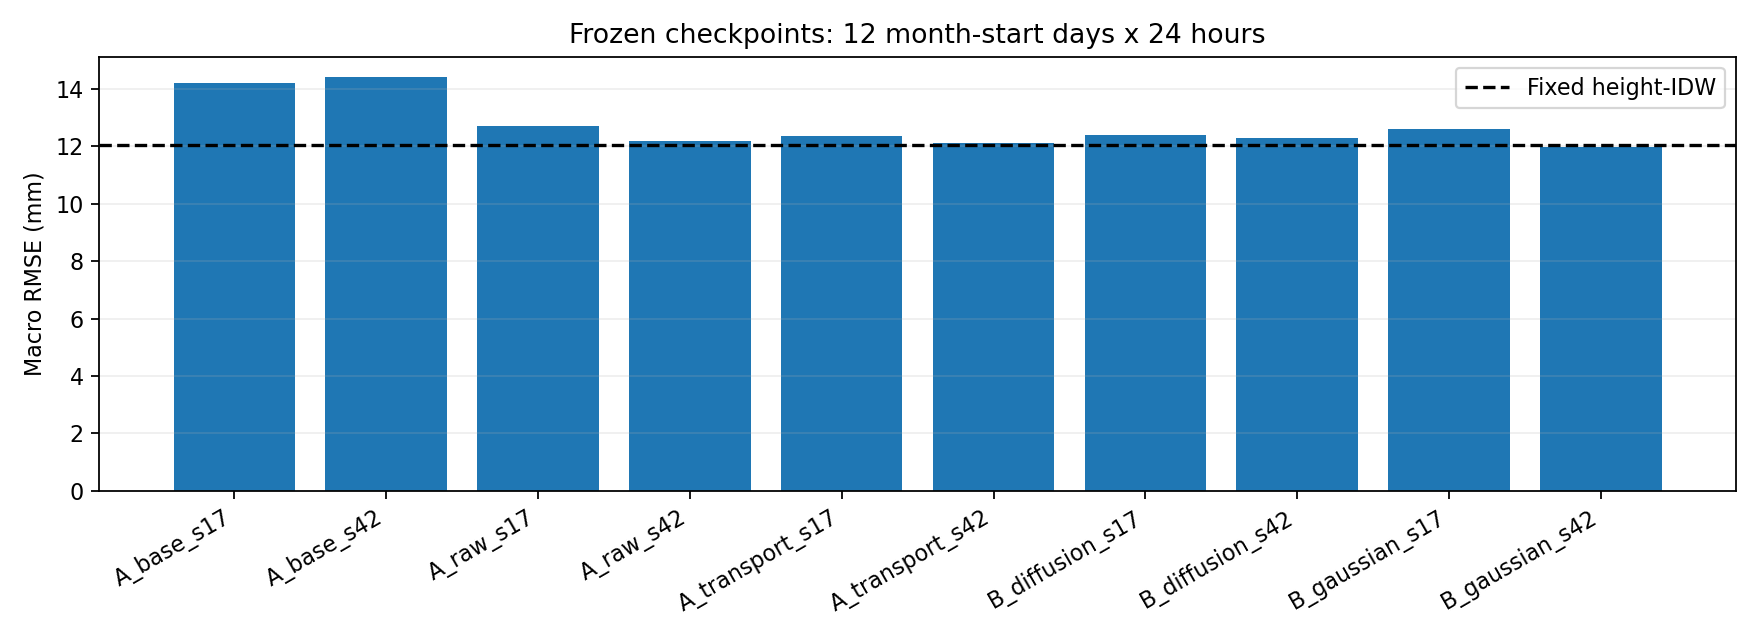 Frozen checkpoints: 12 month-start days x 24 hours
Fixed height-IDW
Macro RMSE (mm)
14
12
10
8
6
4
2
0
A_base_s17
A_base_s42
A_raw_s17
A_raw_s42
A_transport_s17
A_transport_s42
B_diffusion_s17
B_diffusion_s42
B_gaussian_s17
B_gaussian_s42